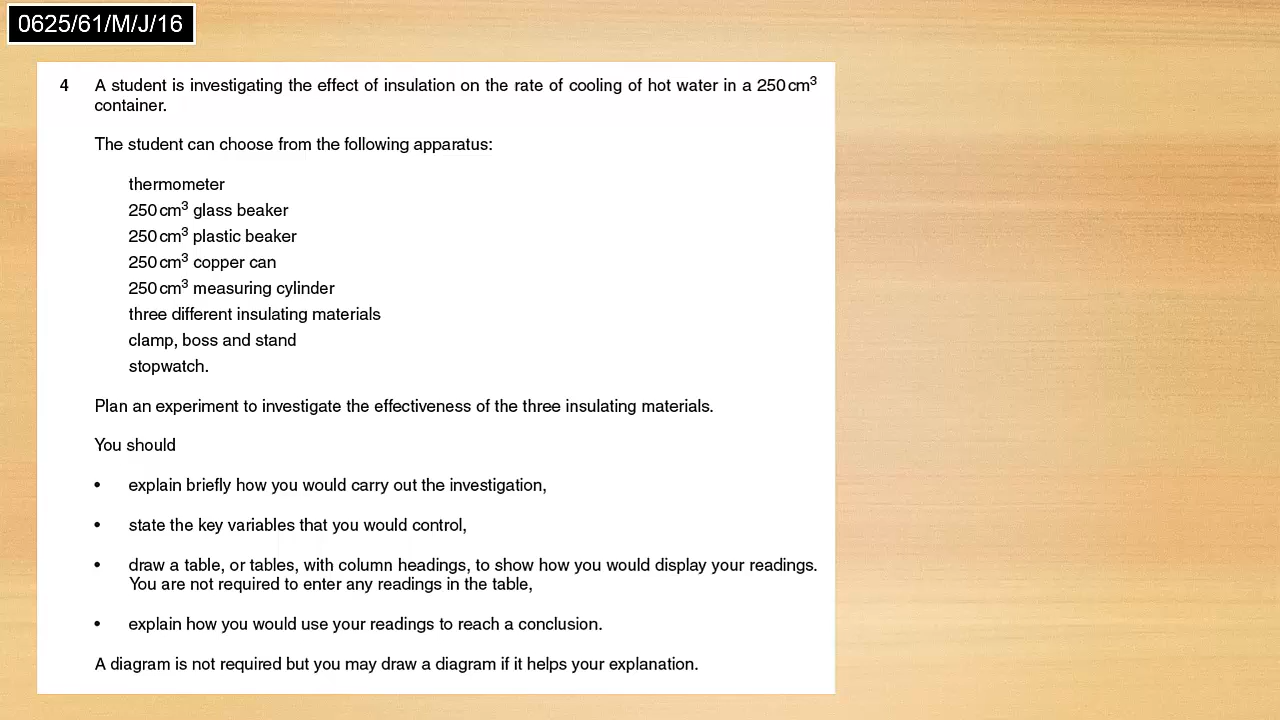 0625/61/M/J/16
4 A student is investigating the effect of insulation on the rate of cooling of hot water in a 250 cm³
container.
The student can choose from the following apparatus:
thermometer
250 cm³ glass beaker
250 cm³ plastic beaker
250 cm³ copper can
250 cm³ measuring cylinder
three different insulating materials
clamp, boss and stand
stopwatch.
Plan an experiment to investigate the effectiveness of the three insulating materials.
You should
• explain briefly how you would carry out the investigation,
• state the key variables that you would control,
• draw a table, or tables, with column headings, to show how you would display your readings.
You are not required to enter any readings in the table,
• explain how you would use your readings to reach a conclusion.
A diagram is not required but you may draw a diagram if it helps your explanation.